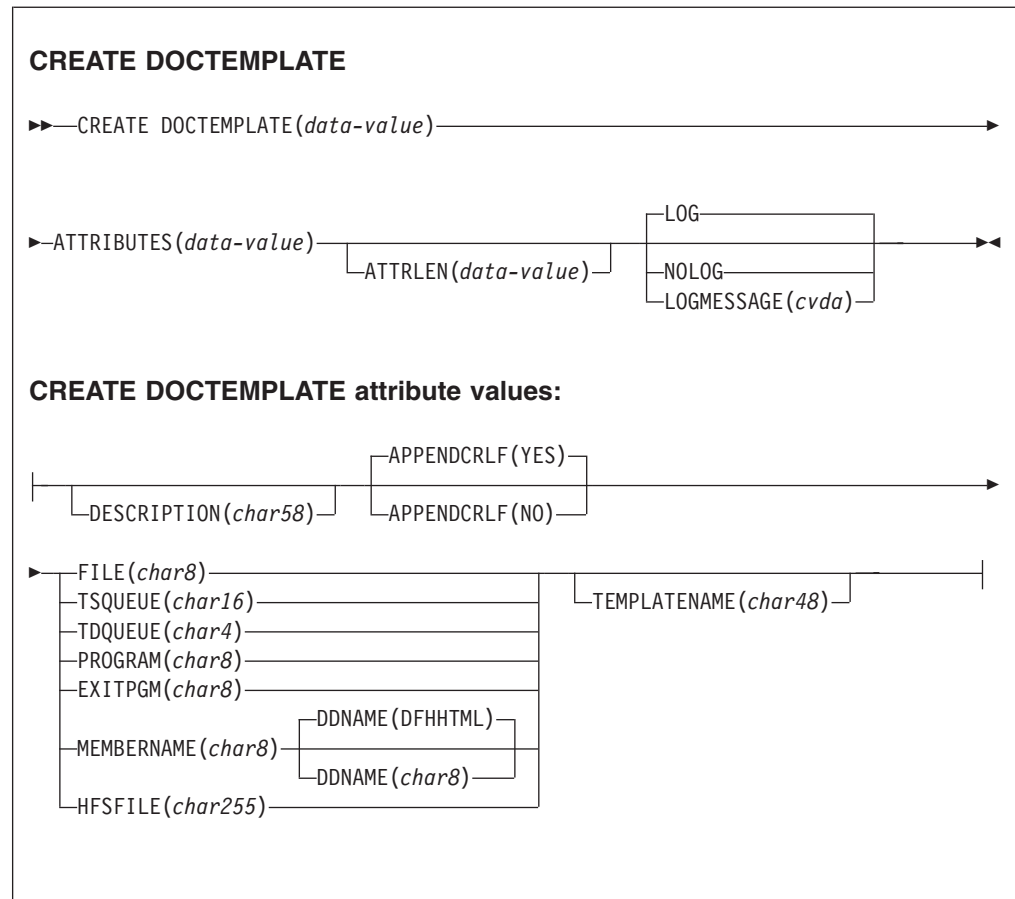 CREATE DOCTEMPLATE
CREATE DOCTEMPLATE(data-value)
ATTRIBUTES(data-value)
ATTRLEN(data-value)
LOG
NOLOG
LOGMESSAGE(cvda)
CREATE DOCTEMPLATE attribute values:
DESCRIPTION(char58)
APPENDCRLF(YES)
APPENDCRLF(NO)
FILE(char8)
TSQUEUE(char16)
TDQUEUE(char4)
PROGRAM(char8)
EXITPGM(char8)
MEMBERNAME(char8)
DDNAME(DFHHTML)
DDNAME(char8)
HFSFILE(char255)
TEMPLATENAME(char48)